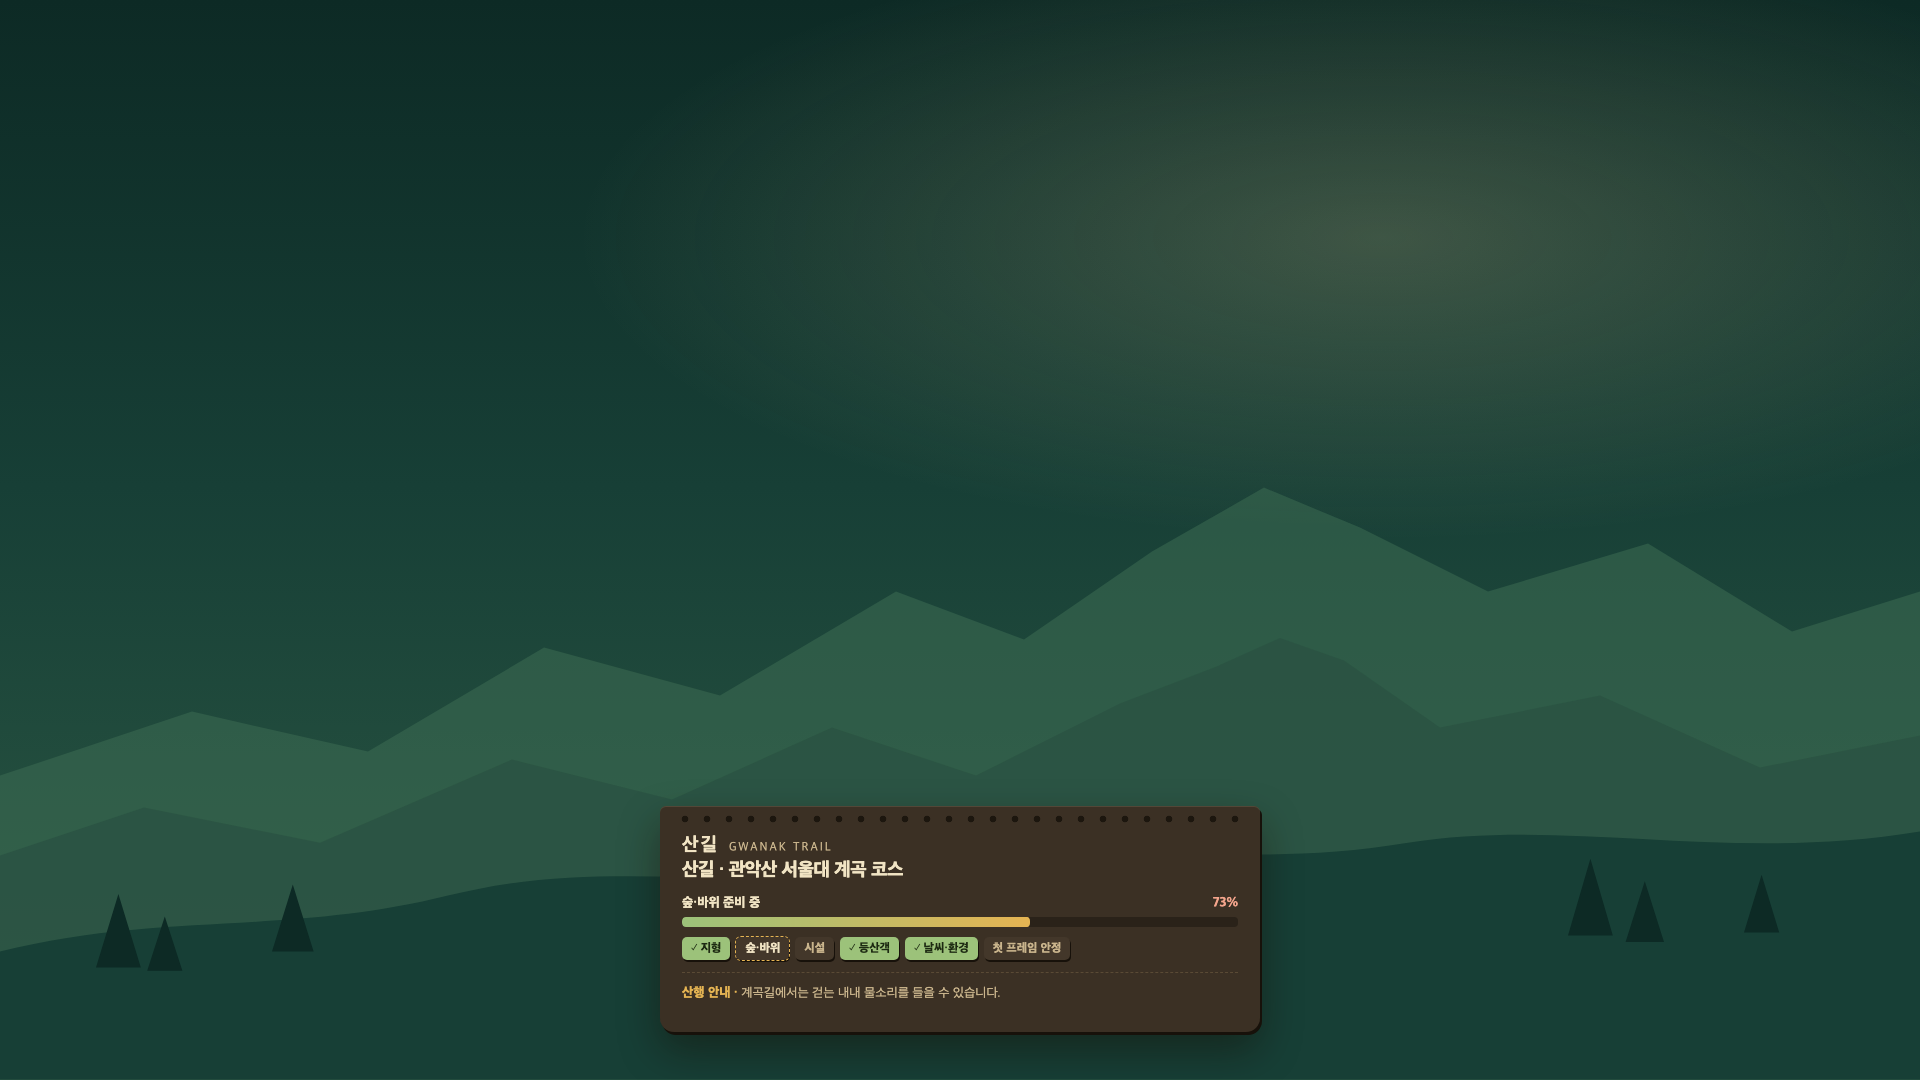 산길 GWANAK TRAIL
산길 · 관악산 서울대 계곡 코스
숲·바위 준비 중 73%
✓ 지형 숲·바위 시설 ✓ 등산객 ✓ 날씨·환경 첫 프레임 안정
산행 안내 · 계곡길에서는 걷는 내내 물소리를 들을 수 있습니다.